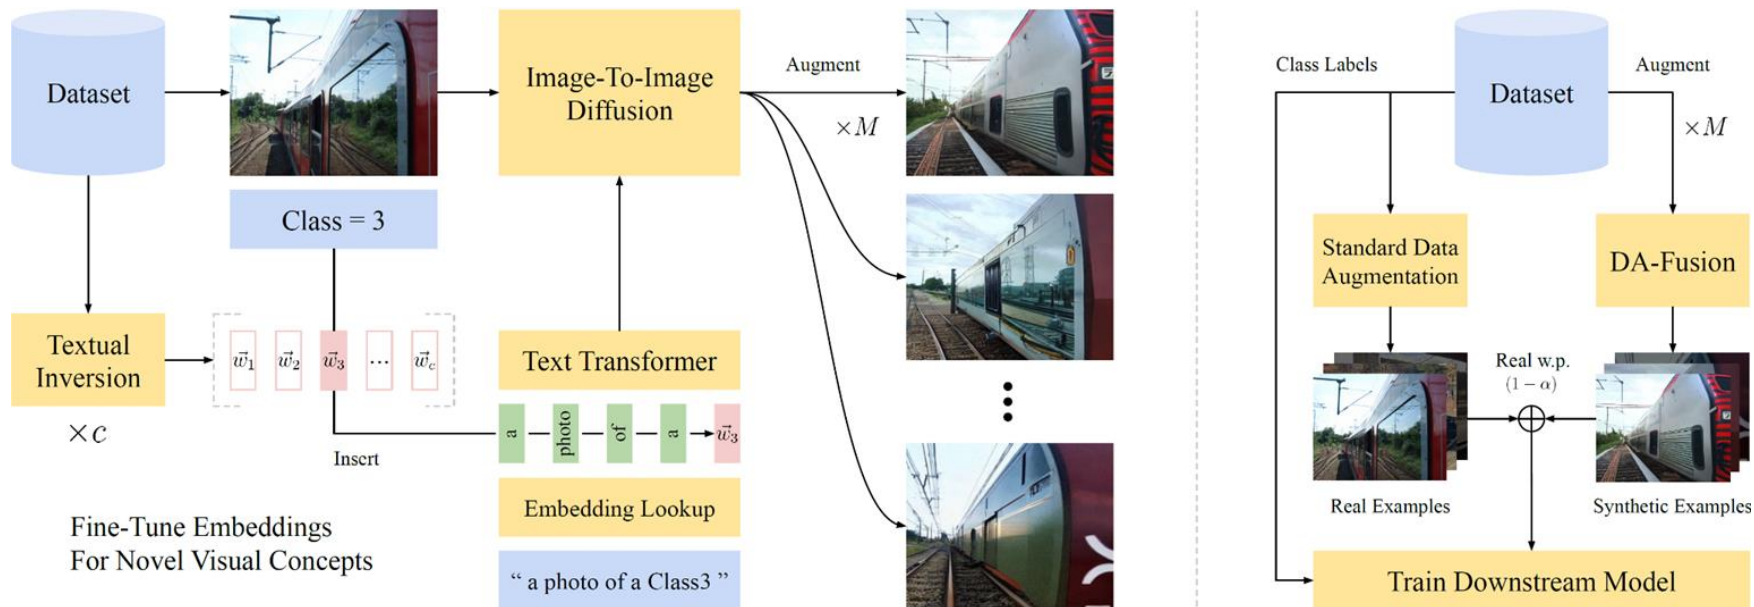 Dataset
Image-To-Image
Diffusion
Augment
×M
Class = 3
Textual
Inversion
×c
w⃗₁
w⃗₂
w⃗₃
...
w⃗c
Insert
Text Transformer
a
photo
of
a
w⃗₃
Embedding Lookup
“ a photo of a Class3 ”
Fine-Tune Embeddings
For Novel Visual Concepts
Class Labels
Dataset
Augment
×M
Standard Data
Augmentation
DA-Fusion
Real w.p.
(1 − α)
Real Examples
Synthetic Examples
Train Downstream Model